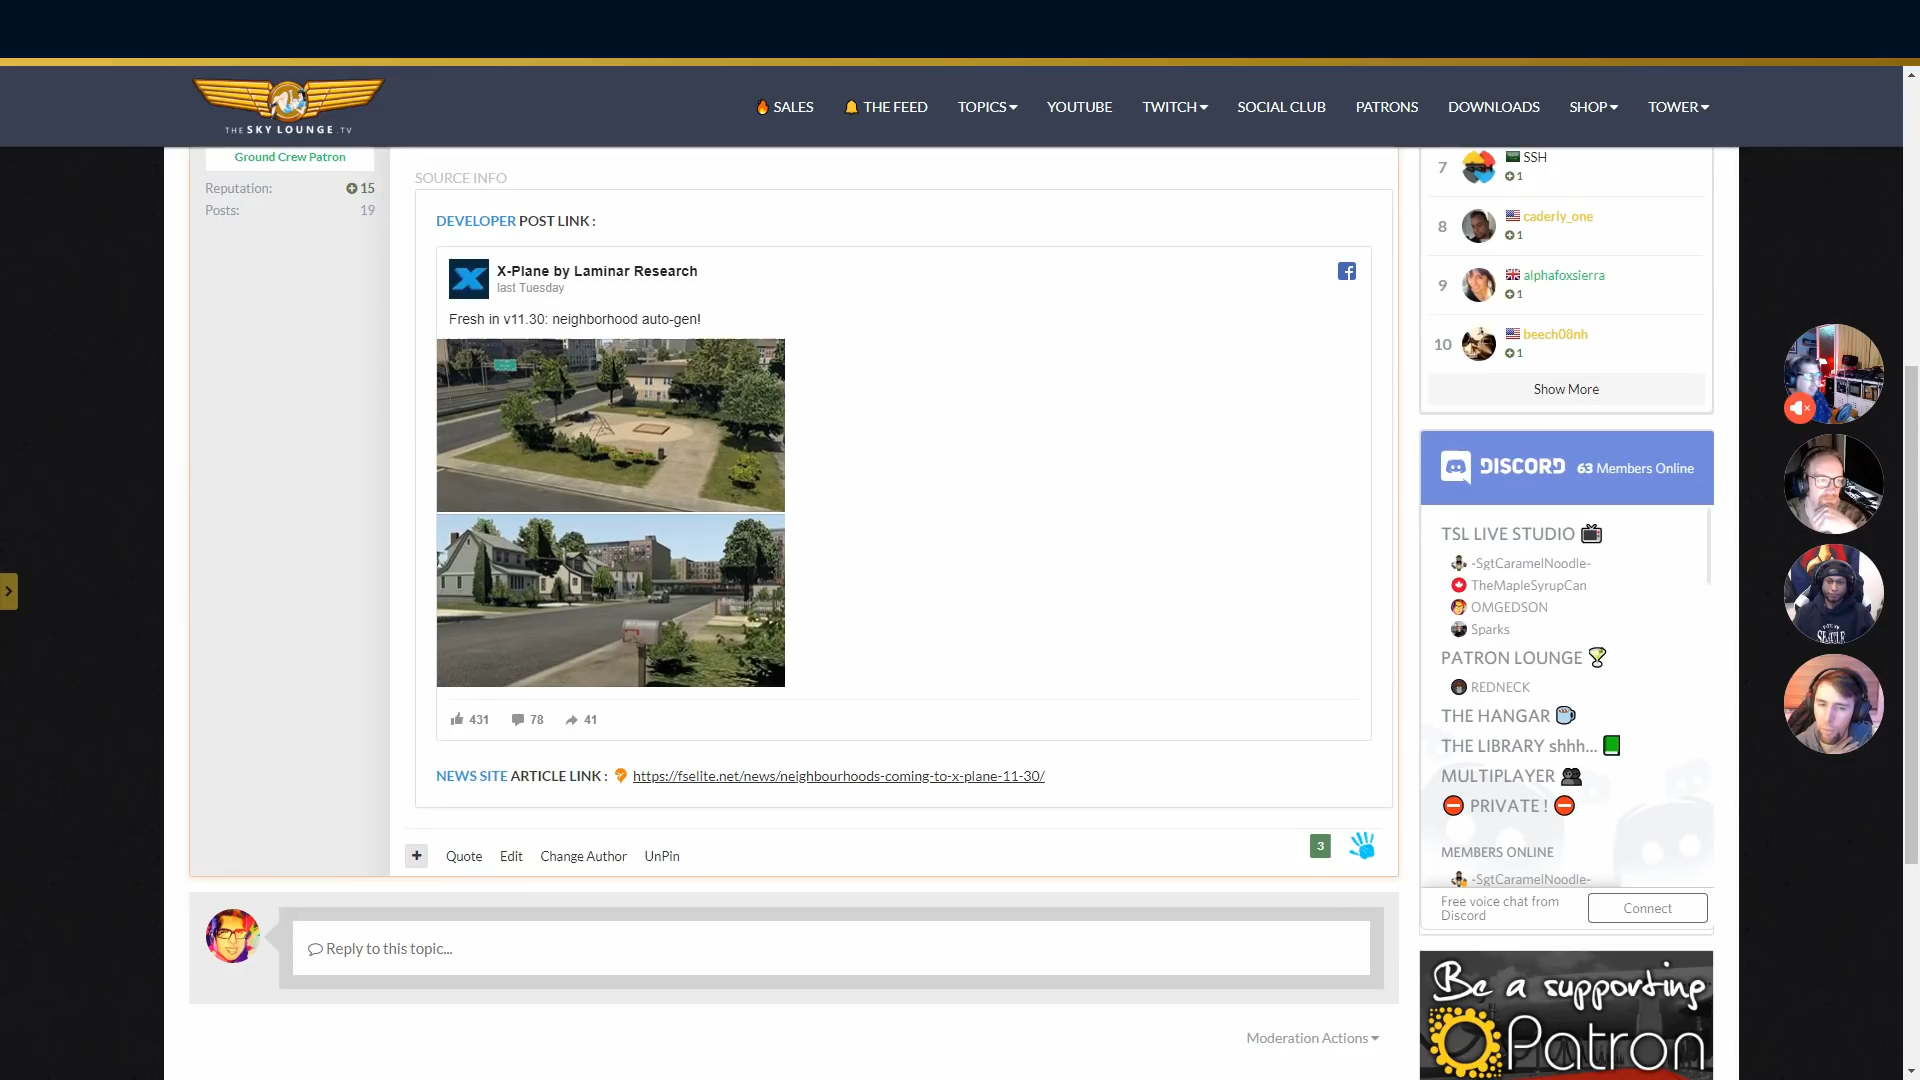 THE SKY LOUNGE .TV
SALES
THE FEED
TOPICS
YOUTUBE
TWITCH
SOCIAL CLUB
PATRONS
DOWNLOADS
SHOP
TOWER
Ground Crew Patron
Reputation: 15
Posts: 19
SOURCE INFO
DEVELOPER POST LINK :
X-Plane by Laminar Research
last Tuesday
Fresh in v11.30: neighborhood auto-gen!
431 78 41
NEWS SITE ARTICLE LINK : https://fselite.net/news/neighbourhoods-coming-to-x-plane-11-30/
3
+ Quote Edit Change Author UnPin
Reply to this topic...
Moderation Actions
7 SSH
1
8 caderly_one
1
9 alphafoxsierra
1
10 beech08nh
1
Show More
DISCORD 63 Members Online
TSL LIVE STUDIO
-SgtCaramelNoodle-
TheMapleSyrupCan
OMGEDSON
Sparks
PATRON LOUNGE
REDNECK
THE HANGAR
THE LIBRARY shhh...
MULTIPLAYER
PRIVATE !
MEMBERS ONLINE
-SgtCaramelNoodle-
Free voice chat from
Discord
Connect
Be a supporting
Patron